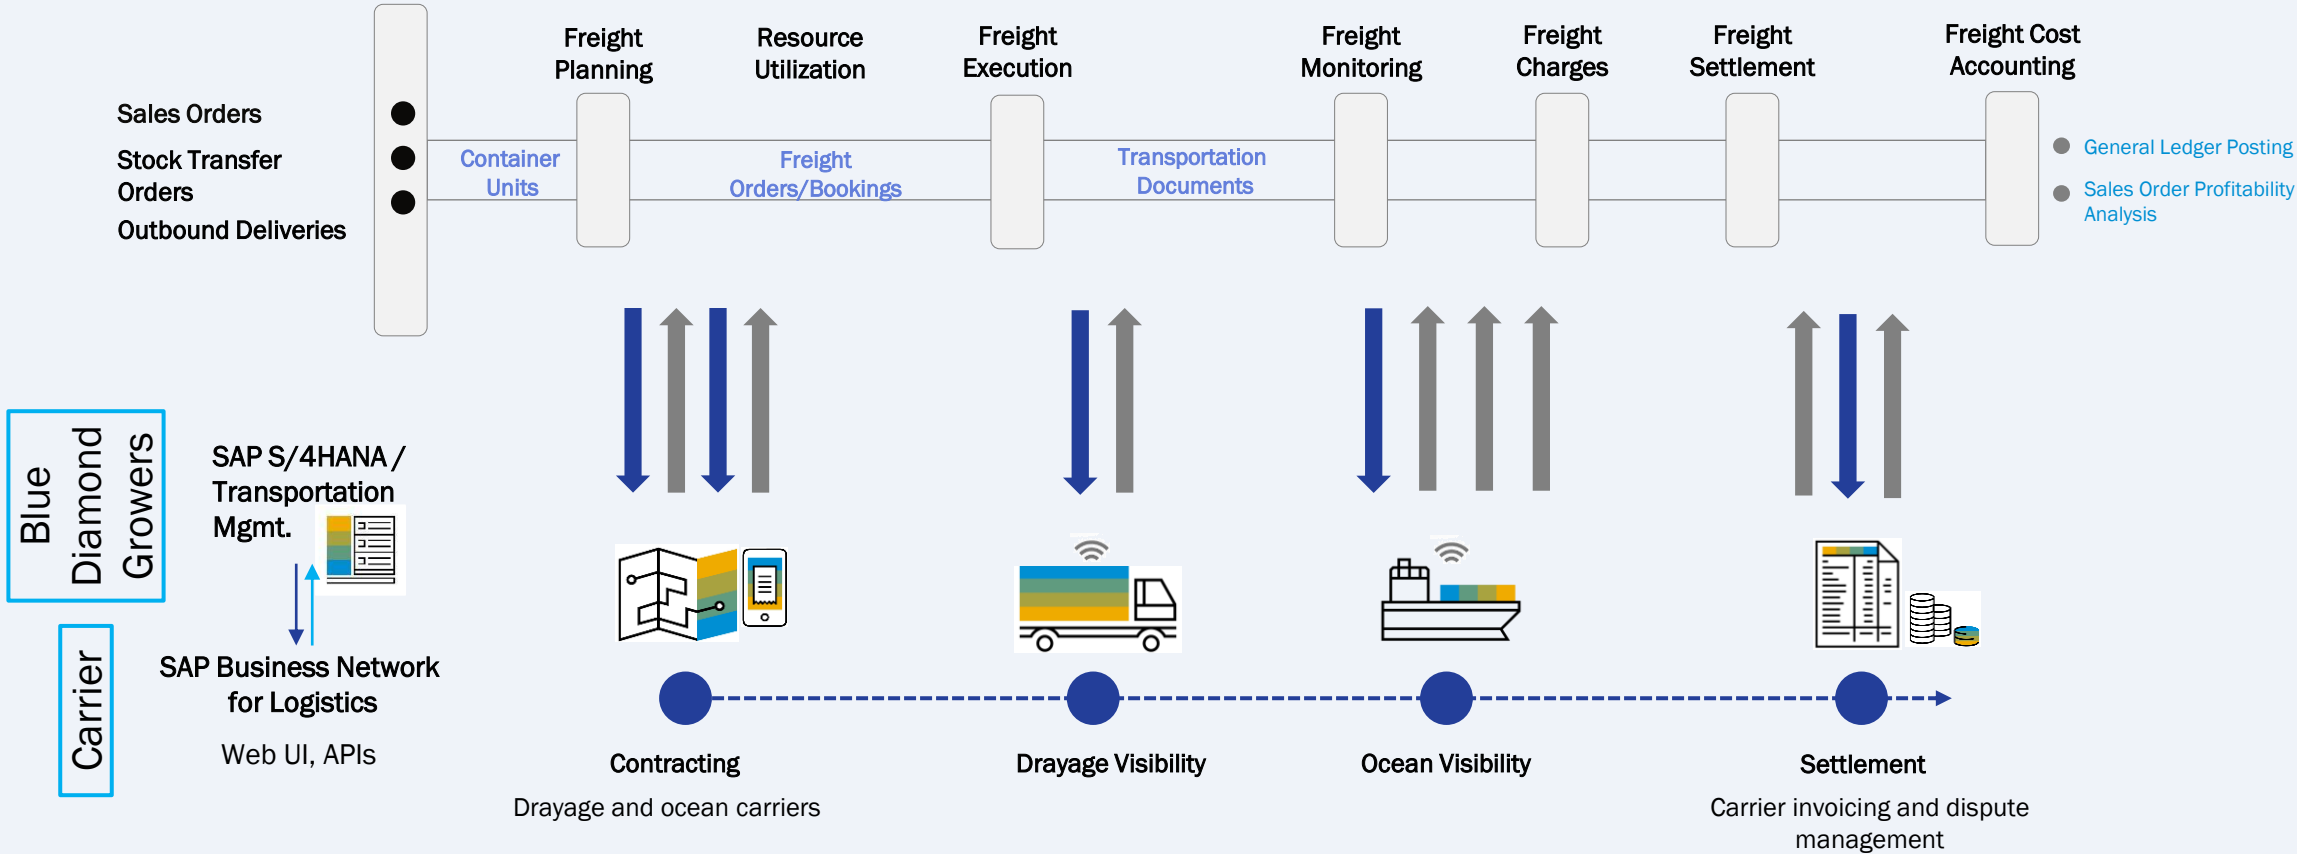 Freight
Planning
Resource
Utilization
Freight
Execution
Freight
Monitoring
Freight
Charges
Freight
Settlement
Freight Cost
Accounting
Sales Orders
Stock Transfer
Orders
Outbound Deliveries
Container
Units
Freight
Orders/Bookings
Transportation
Documents
General Ledger Posting
Sales Order Profitability
Analysis
Blue
Diamond
Growers
SAP S/4HANA /
Transportation
Mgmt.
Carrier
SAP Business Network
for Logistics
Web UI, APIs
Contracting
Drayage and ocean carriers
Drayage Visibility
Ocean Visibility
Settlement
Carrier invoicing and dispute
management